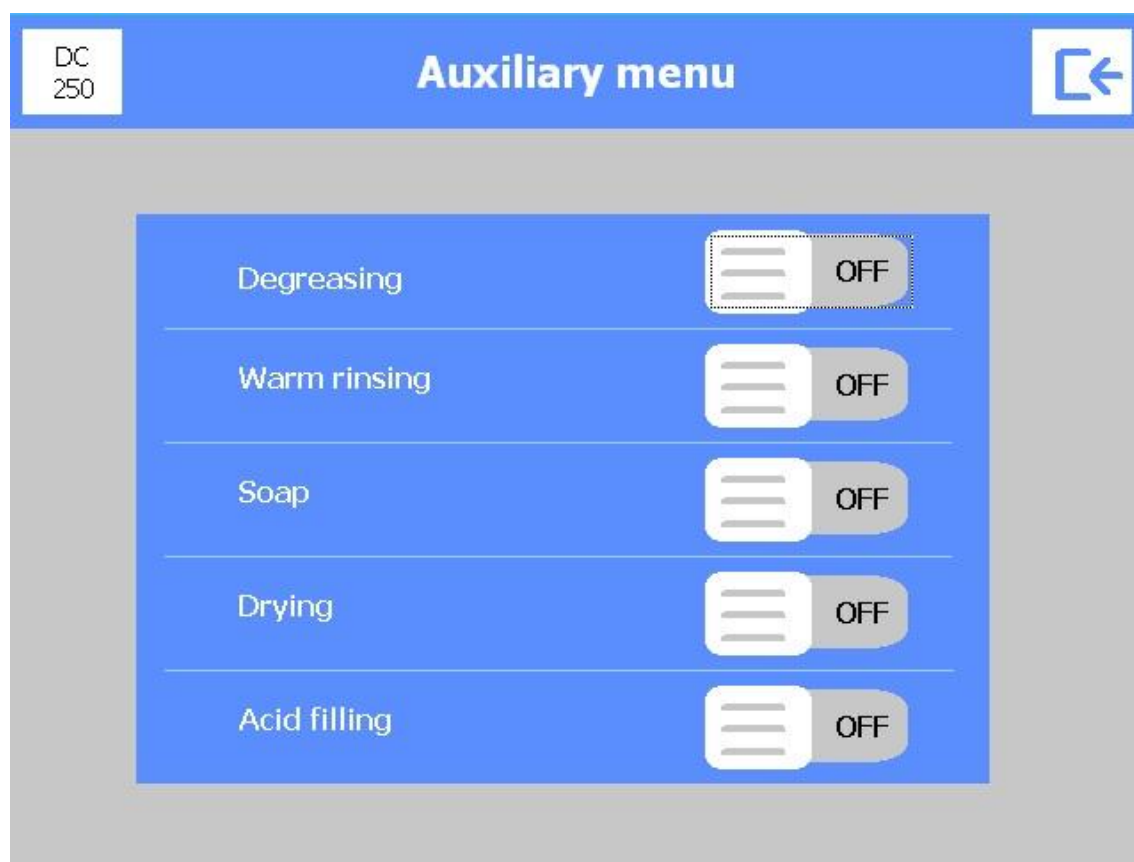 DC
250
Auxiliary menu
Degreasing OFF
Warm rinsing OFF
Soap OFF
Drying OFF
Acid filling OFF